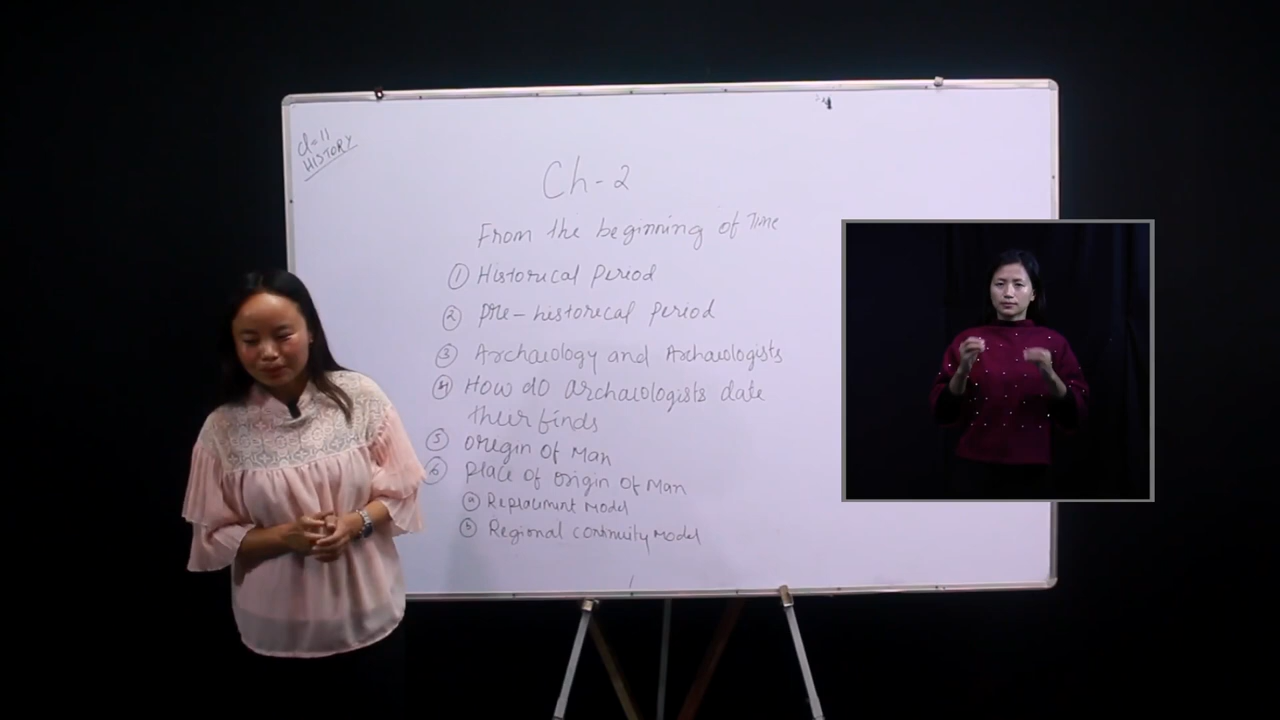 cl-11
HISTORY
Ch-2
From the beginning of Time
① Historical Period
② Pre-historical Period
③ Archaeology and Archaeologists
④ How do archaeologists date
their finds
⑤ Origin of Man
⑥ Place of origin of Man
ⓐ Replacement Model
ⓑ Regional continuity Model